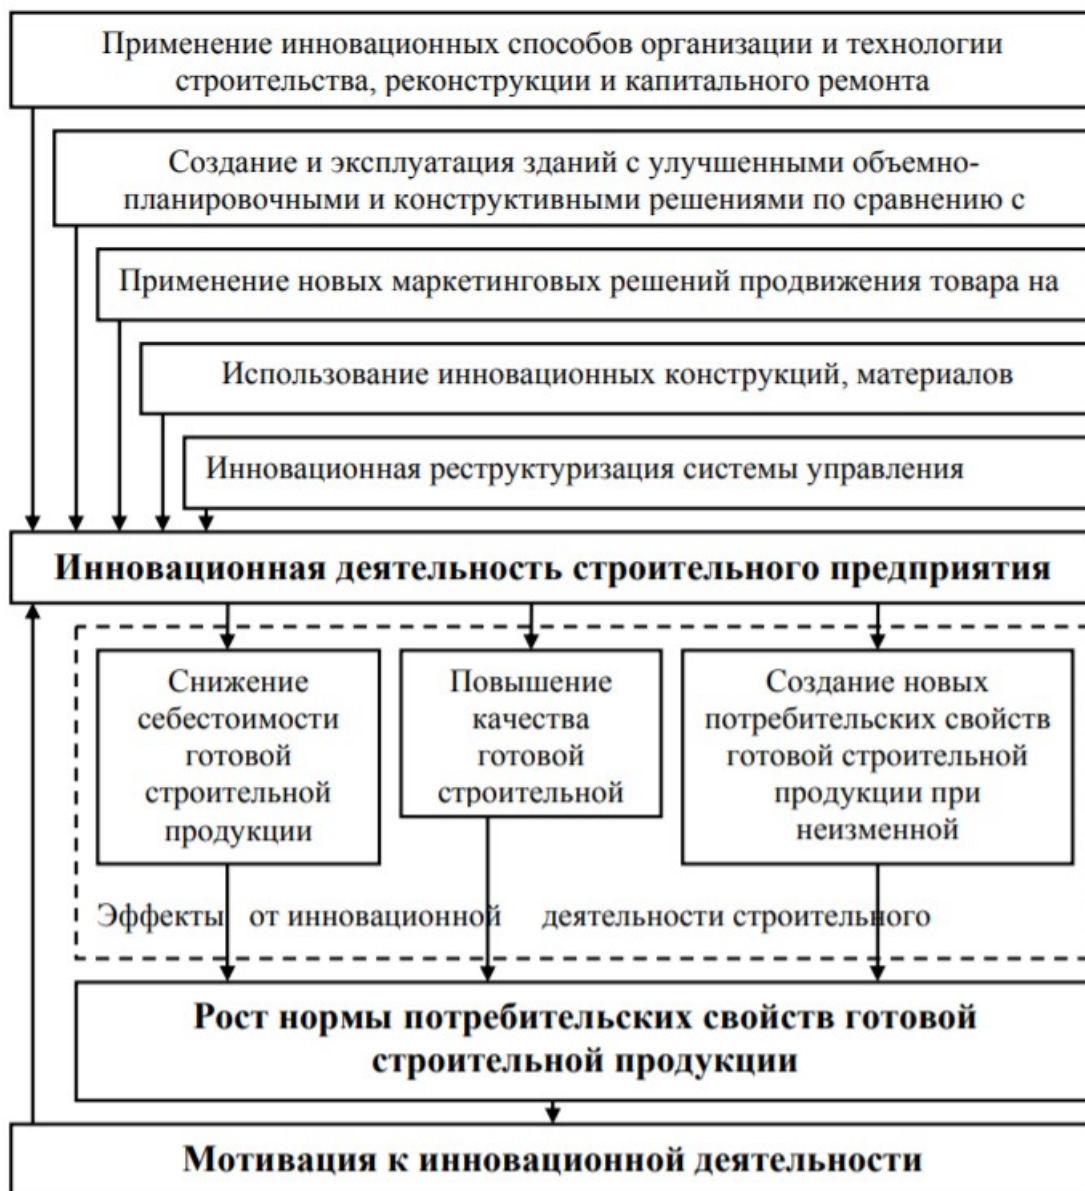 Применение инновационных способов организации и технологии
строительства, реконструкции и капитального ремонта
Создание и эксплуатация зданий с улучшенными объемно-
планировочными и конструктивными решениями по сравнению с
Применение новых маркетинговых решений продвижения товара на
Использование инновационных конструкций, материалов
Инновационная реструктуризация системы управления
Инновационная деятельность строительного предприятия
Снижение
себестоимости
готовой
строительной
продукции
Повышение
качества
готовой
строительной
Создание новых
потребительских свойств
готовой строительной
продукции при
неизменной
Эффекты от инновационной деятельности строительного
Рост нормы потребительских свойств готовой
строительной продукции
Мотивация к инновационной деятельности